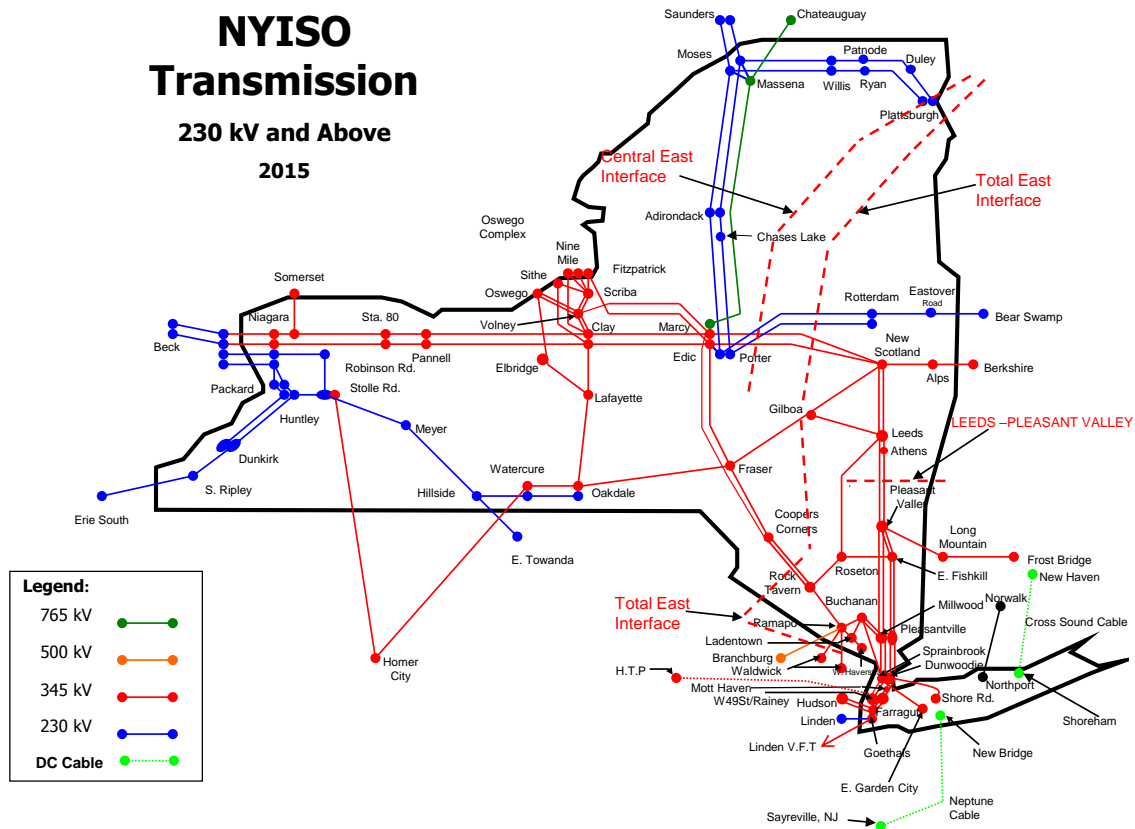 NYISO
Transmission
230 kV and Above
2015
Saunders
Chateauguay
Moses
Massena
Patnode
Willis
Ryan
Duley
Plattsburgh
Central East
Interface
Total East
Interface
Adirondack
Chases Lake
Oswego
Complex
Nine
Mile
Sithe
Fitzpatrick
Oswego
Scriba
Somerset
Volney
Clay
Marcy
Rotterdam
Eastover
Road
Bear Swamp
Niagara
Sta. 80
Beck
Pannell
Edic
Porter
New
Scotland
Alps
Berkshire
Elbridge
Robinson Rd.
Packard
Stolle Rd.
Huntley
Lafayette
Gilboa
Meyer
Leeds
LEEDS –PLEASANT VALLEY
Athens
Dunkirk
Watercure
Fraser
S. Ripley
Hillside
Oakdale
Pleasant
Valley
Erie South
E. Towanda
Coopers
Corners
Long
Mountain
Rock
Tavern
Roseton
E. Fishkill
Frost Bridge
New Haven
Legend:
765 kV
500 kV
345 kV
230 kV
DC Cable
Total East
Interface
Buchanan
Millwood
Norwalk
Ramapo
Pleasantville
Cross Sound Cable
Ladentown
Sprainbrook
Branchburg
Dunwoodie
Waldwick
W. Havers
Homer
City
H.T.P
Mott Haven
W49St/Rainey
Shore Rd.
Northport
Hudson
Farragut
Shoreham
Linden
Goethals
New Bridge
Linden V.F.T
E. Garden City
Neptune
Cable
Sayreville, NJ